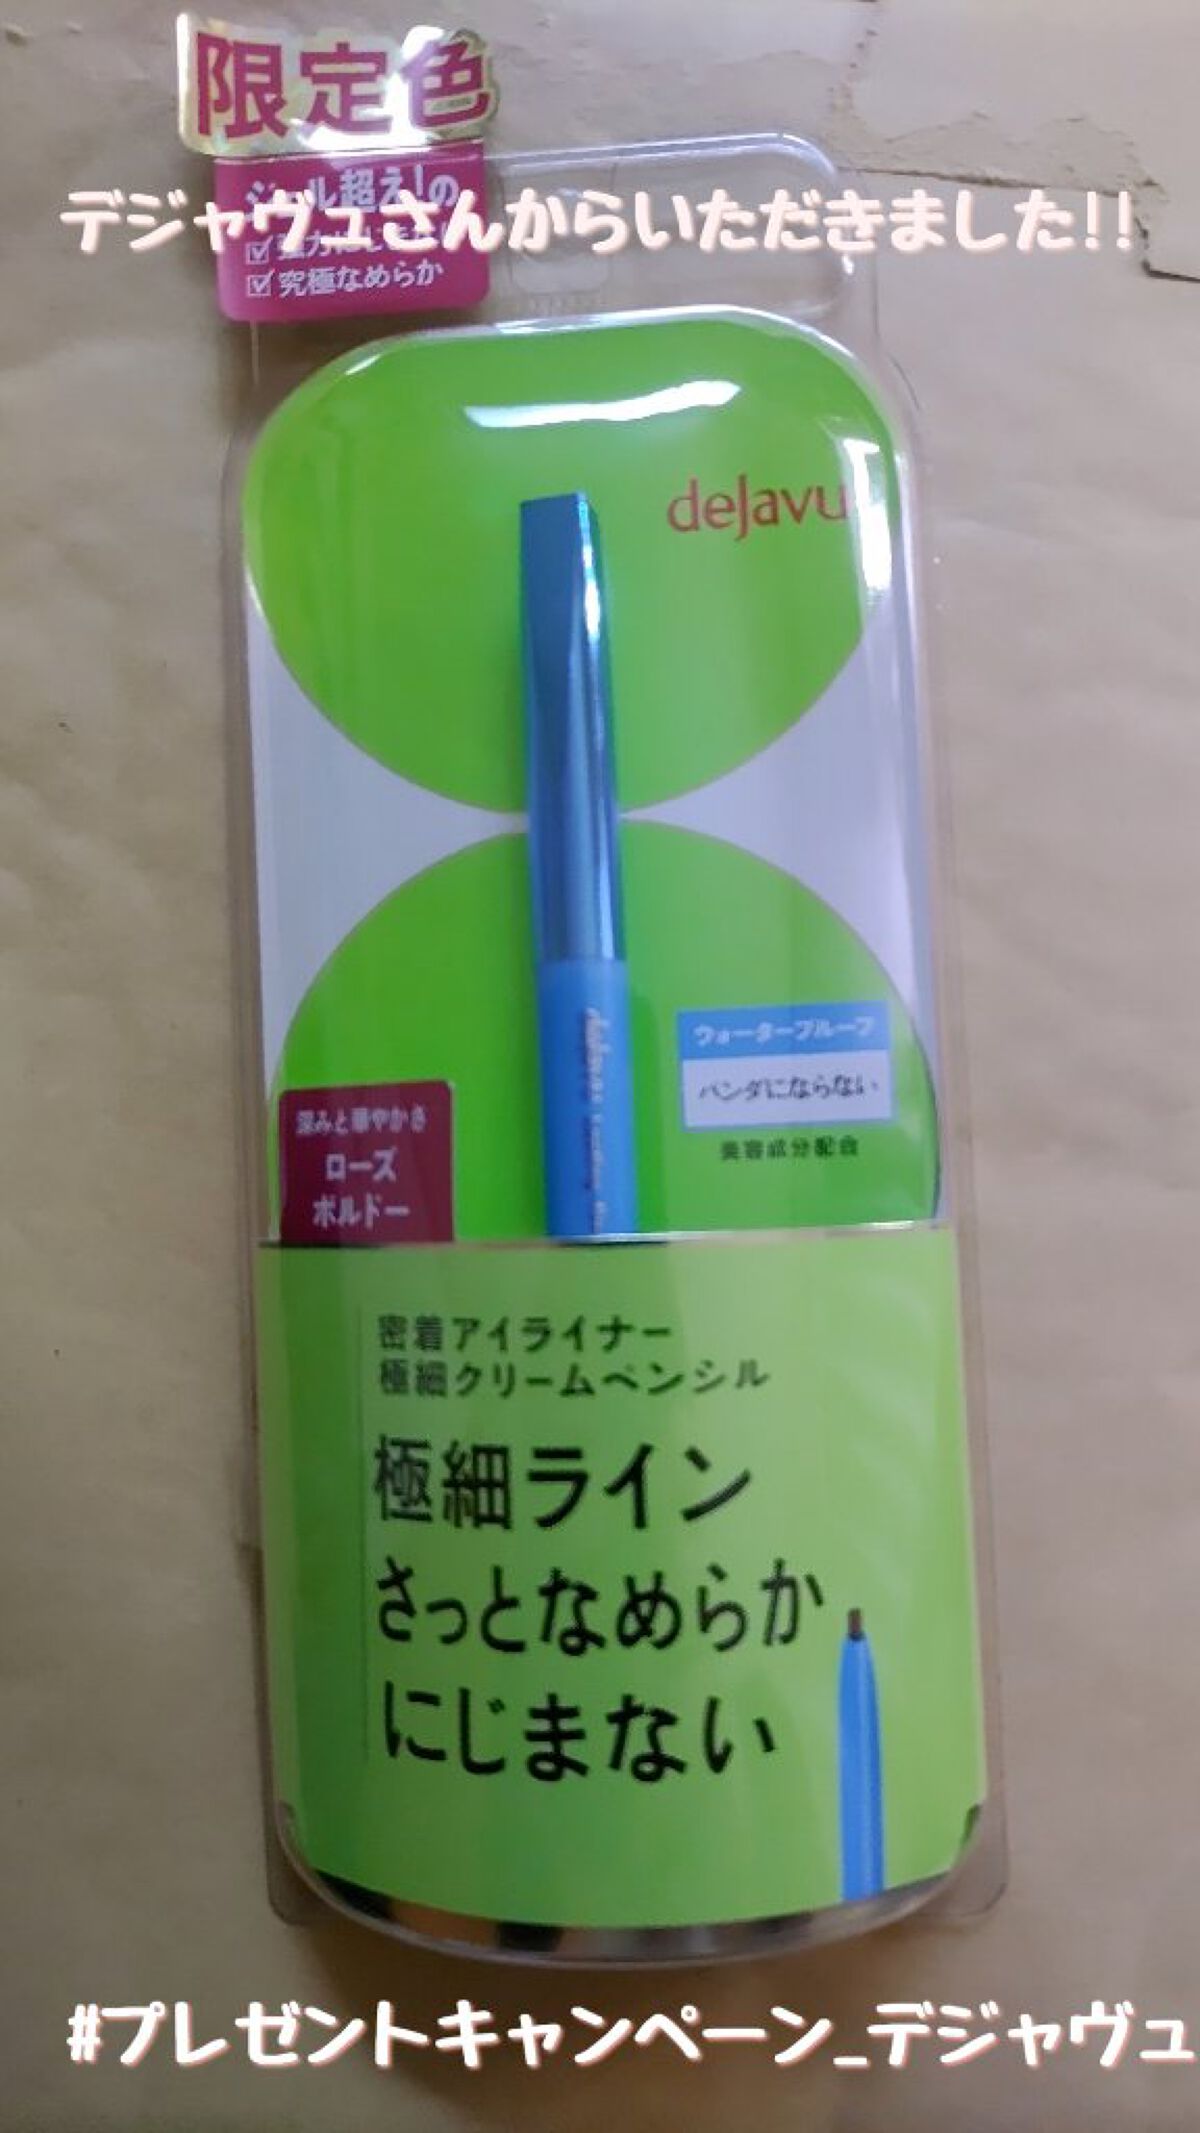 限定色
ジェル超え!の
デジャヴュさんからいただきました!!
究極なめらか
dejavu
ウォータープルーフ
パンダにならない
美容成分配合
深みと華やかさ
ローズ
ボルドー
密着アイライナー
極細クリームペンシル
極細ライン
さっとなめらか
にじまない
#プレゼントキャンペーン_デジャヴュ